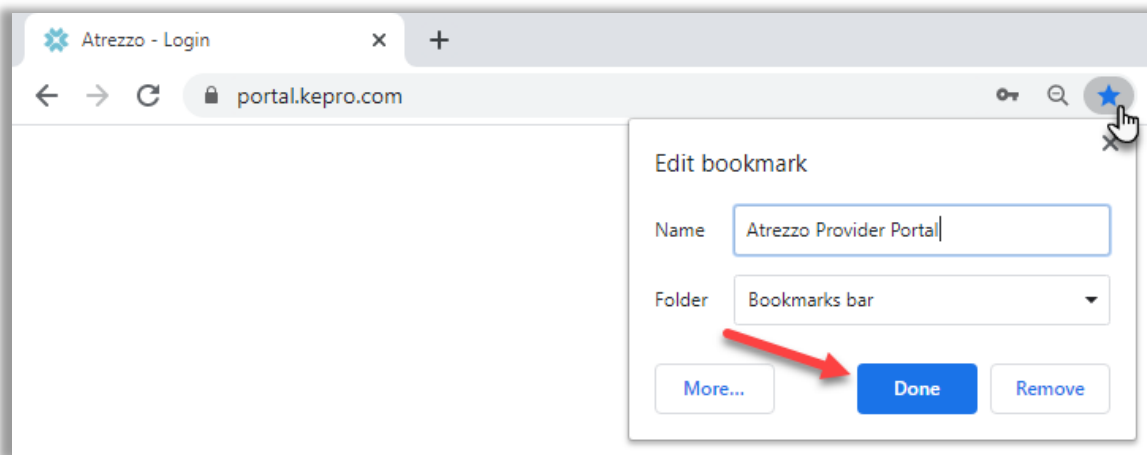 Atrezzo - Login
portal.kepro.com
Edit bookmark
Name Atrezzo Provider Portal
Folder Bookmarks bar
More... Done Remove